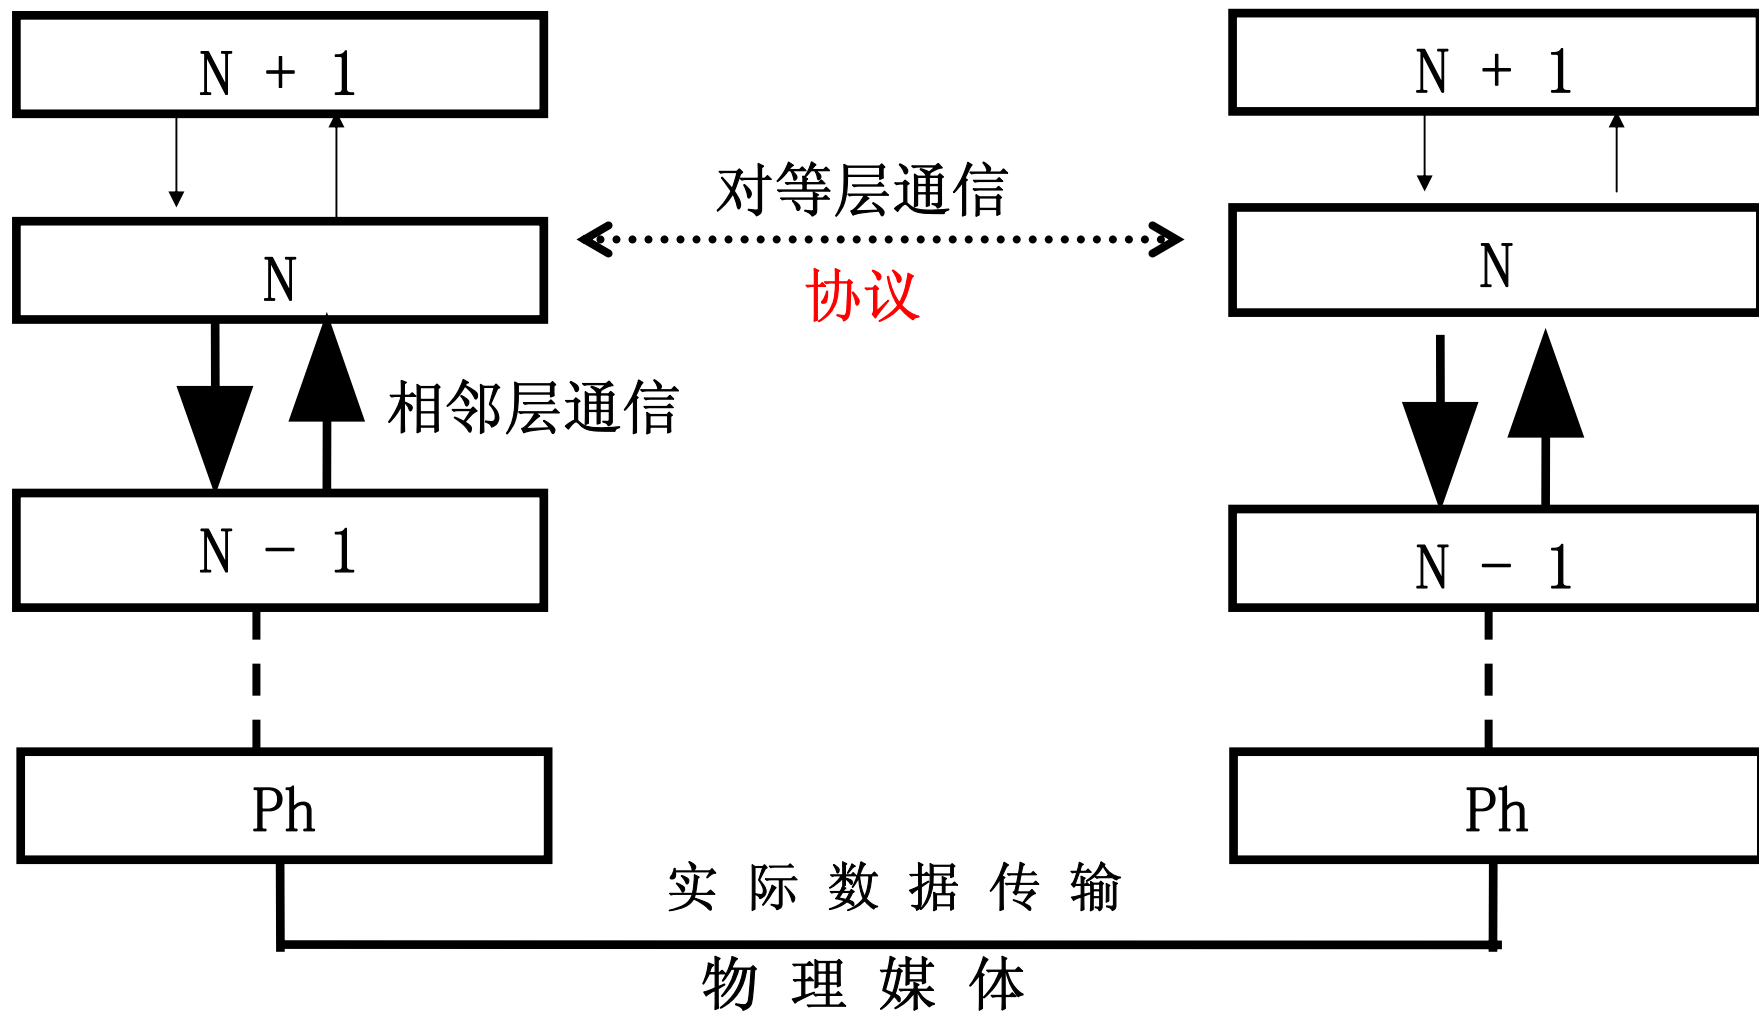 N + 1
N + 1
对等层通信
N
N
协议
相邻层通信
N - 1
N - 1
Ph
Ph
实际数据传输
物理媒体